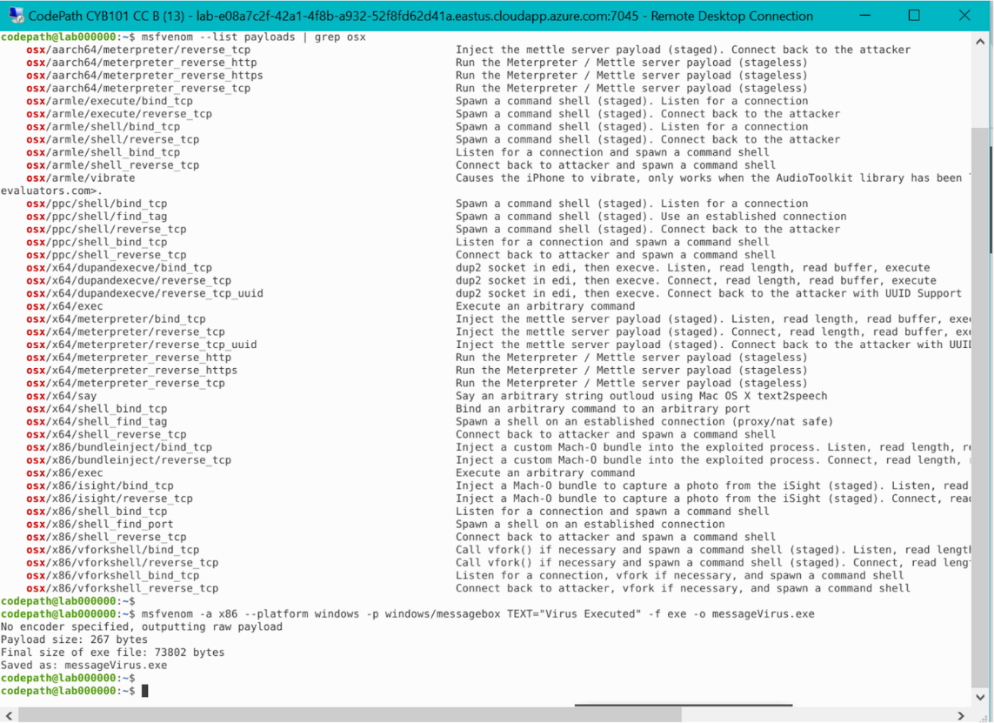 CodePath CYB101 CC B (13) - lab-e08a7c2f-42a1-4f8b-a932-52f8fd62d41a.eastus.cloudapp.azure.com:7045 - Remote Desktop Connection
codepath@lab000000:~$ msfvenom --list payloads | grep osx
osx/aarch64/meterpreter/reverse_tcp Inject the mettle server payload (staged). Connect back to the attacker
osx/aarch64/meterpreter_reverse_http Run the Meterpreter / Mettle server payload (stageless)
osx/aarch64/meterpreter_reverse_https Run the Meterpreter / Mettle server payload (stageless)
osx/aarch64/meterpreter_reverse_tcp Run the Meterpreter / Mettle server payload (stageless)
osx/armle/execute/bind_tcp Spawn a command shell (staged). Listen for a connection
osx/armle/execute/reverse_tcp Spawn a command shell (staged). Connect back to the attacker
osx/armle/shell/bind_tcp Spawn a command shell (staged). Listen for a connection
osx/armle/shell/reverse_tcp Spawn a command shell (staged). Connect back to the attacker
osx/armle/shell_bind_tcp Listen for a connection and spawn a command shell
osx/armle/shell_reverse_tcp Connect back to attacker and spawn a command shell
osx/armle/vibrate Causes the iPhone to vibrate, only works when the AudioToolkit library has been
evaluators.com>.
osx/ppc/shell/bind_tcp Spawn a command shell (staged). Listen for a connection
osx/ppc/shell/find_tag Spawn a command shell (staged). Use an established connection
osx/ppc/shell/reverse_tcp Spawn a command shell (staged). Connect back to the attacker
osx/ppc/shell_bind_tcp Listen for a connection and spawn a command shell
osx/ppc/shell_reverse_tcp Connect back to attacker and spawn a command shell
osx/x64/dupandexecve/bind_tcp dup2 socket in edi, then execve. Listen, read length, read buffer, execute
osx/x64/dupandexecve/reverse_tcp dup2 socket in edi, then execve. Connect, read length, read buffer, execute
osx/x64/dupandexecve/reverse_tcp_uuid dup2 socket in edi, then execve. Connect back to the attacker with UUID Support
osx/x64/exec Execute an arbitrary command
osx/x64/meterpreter/bind_tcp Inject the mettle server payload (staged). Listen, read length, read buffer, exe
osx/x64/meterpreter/reverse_tcp Inject the mettle server payload (staged). Connect, read length, read buffer, ex
osx/x64/meterpreter/reverse_tcp_uuid Inject the mettle server payload (staged). Connect back to the attacker with UUI
osx/x64/meterpreter_reverse_http Run the Meterpreter / Mettle server payload (stageless)
osx/x64/meterpreter_reverse_https Run the Meterpreter / Mettle server payload (stageless)
osx/x64/meterpreter_reverse_tcp Run the Meterpreter / Mettle server payload (stageless)
osx/x64/say Say an arbitrary string outloud using Mac OS X text2speech
osx/x64/shell_bind_tcp Bind an arbitrary command to an arbitrary port
osx/x64/shell_find_tag Spawn a shell on an established connection (proxy/nat safe)
osx/x64/shell_reverse_tcp Connect back to attacker and spawn a command shell
osx/x86/bundleinject/bind_tcp Inject a custom Mach-O bundle into the exploited process. Listen, read length, r
osx/x86/bundleinject/reverse_tcp Inject a custom Mach-O bundle into the exploited process. Connect, read length,
osx/x86/exec Execute an arbitrary command
osx/x86/isight/bind_tcp Inject a Mach-O bundle to capture a photo from the iSight (staged). Listen, read
osx/x86/isight/reverse_tcp Inject a Mach-O bundle to capture a photo from the iSight (staged). Connect, rea
osx/x86/shell_bind_tcp Listen for a connection and spawn a command shell
osx/x86/shell_find_port Spawn a shell on an established connection
osx/x86/shell_reverse_tcp Connect back to attacker and spawn a command shell
osx/x86/vforkshell/bind_tcp Call vfork() if necessary and spawn a command shell (staged). Listen, read lengt
osx/x86/vforkshell/reverse_tcp Call vfork() if necessary and spawn a command shell (staged). Connect, read leng
osx/x86/vforkshell_bind_tcp Listen for a connection, vfork if necessary, and spawn a command shell
osx/x86/vforkshell_reverse_tcp Connect back to attacker, vfork if necessary, and spawn a command shell
codepath@lab000000:~$
codepath@lab000000:~$ msfvenom -a x86 --platform windows -p windows/messagebox TEXT="Virus Executed" -f exe -o messageVirus.exe
No encoder specified, outputting raw payload
Payload size: 267 bytes
Final size of exe file: 73802 bytes
Saved as: messageVirus.exe
codepath@lab000000:~$
codepath@lab000000:~$